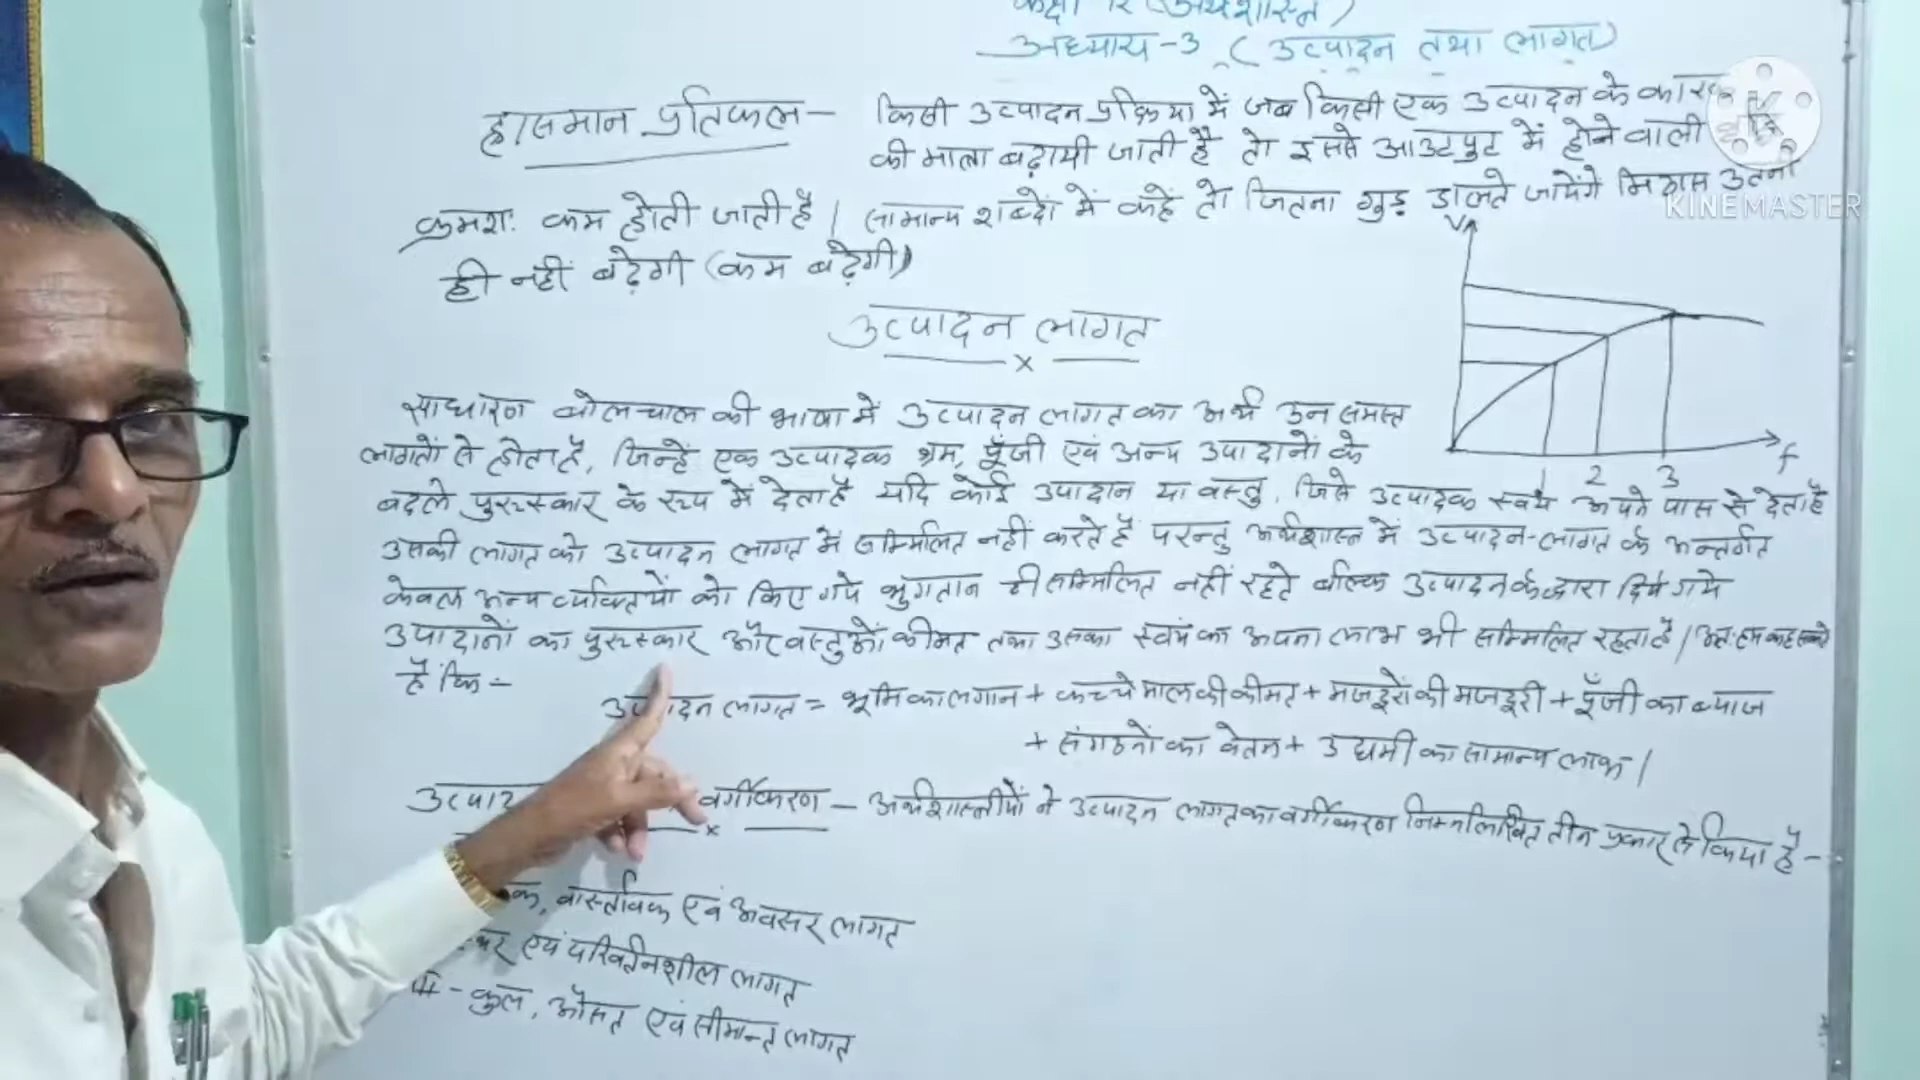 कक्षा 12 (अर्थशास्त्र)
अध्याय-3 (उत्पादन तथा लागत)
ह्रासमान प्रतिफल — किसी उत्पादन प्रक्रिया में जब किसी एक उत्पादन के कारक
की मात्रा बढ़ायी जाती है तो इससे आउटपुट में होने वाली
क्रमशः कम होती जाती है | सामान्य शब्दों में कहें तो जितना गुड़ डालते जायेंगे मिठास उतनी
ही नहीं बढ़ेगी (कम बढ़ेगी)
KINEMASTER
V
1 2 3 f
उत्पादन लागत
साधारण बोलचाल की भाषा में उत्पादन लागत का अर्थ उन समस्त
लागतों से होता है, जिन्हें एक उत्पादक श्रम, पूँजी एवं अन्य उपादानों के
बदले पुरूस्कार के रूप में देता है यदि कोई उपादान या वस्तु, जिसे उत्पादक स्वयं अपने पास से देता है
उसकी लागत को उत्पादन लागत में सम्मिलित नहीं करते हैं परन्तु अर्थशास्त्र में उत्पादन-लागत के अन्तर्गत
केवल अन्य व्यक्तियों को किए गये भुगतान ही सम्मिलित नहीं रहते बल्कि उत्पादन के द्वारा दिये गये
उपादानों का पुरूस्कार और वस्तुओं कीमत तथा उसका स्वयं का अपना लाभ भी सम्मिलित रहता है | अतः हम कह सकते
हैं कि -
उत्पादन लागत = भूमि का लगान + कच्चे माल की कीमत + मजदूरों की मजदूरी + पूँजी का ब्याज
+ संगठनों का वेतन + उद्यमी का सामान्य लाभ |
वर्गीकरण — अर्थशास्त्रीयों ने उत्पादन लागत का वर्गीकरण निम्नलिखित तीन प्रकार से किया है -
वास्तविक एवं अवसर लागत
एवं परिवर्तनशील लागत
III - कुल, औसत एवं सीमान्त लागत